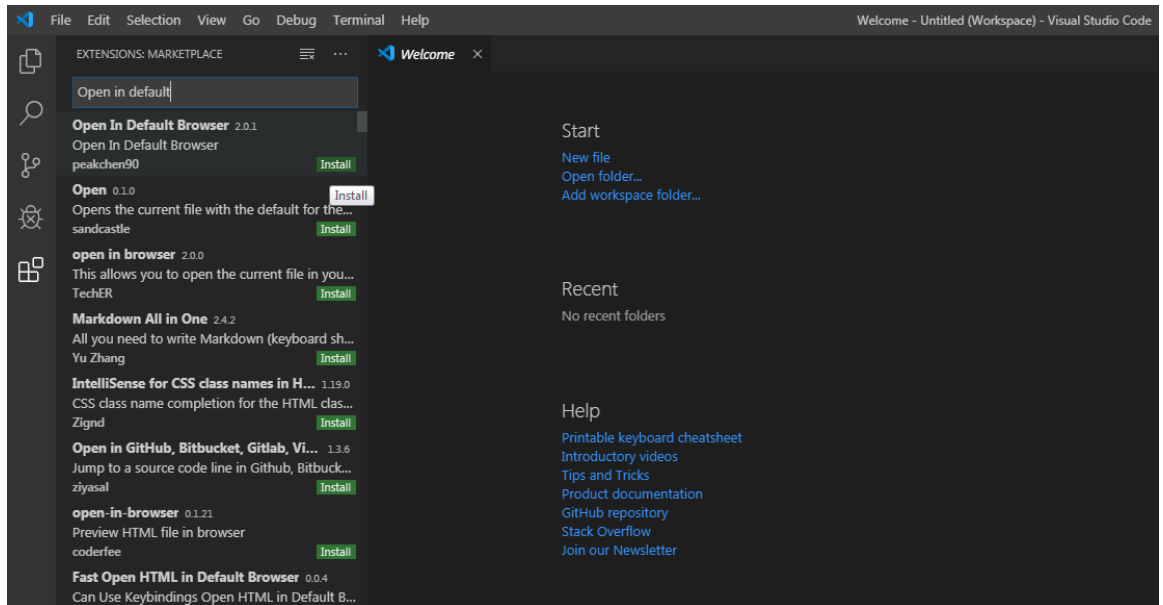 File Edit Selection View Go Debug Terminal Help
Welcome - Untitled (Workspace) - Visual Studio Code
EXTENSIONS: MARKETPLACE
Welcome
Open in default
Open In Default Browser 2.0.1
Open In Default Browser
peakchen90 Install
Open 0.1.0
Install
Opens the current file with the default for the...
sandcastle Install
open in browser 2.0.0
This allows you to open the current file in you...
TechER Install
Markdown All in One 2.4.2
All you need to write Markdown (keyboard sh...
Yu Zhang Install
IntelliSense for CSS class names in H... 1.19.0
CSS class name completion for the HTML clas...
Zignd Install
Open in GitHub, Bitbucket, Gitlab, Vi... 1.3.6
Jump to a source code line in Github, Bitbuck...
ziyasal Install
open-in-browser 0.1.21
Preview HTML file in browser
coderfee Install
Fast Open HTML in Default Browser 0.0.4
Can Use Keybindings Open HTML in Default B...
Start
New file
Open folder...
Add workspace folder...
Recent
No recent folders
Help
Printable keyboard cheatsheet
Introductory videos
Tips and Tricks
Product documentation
GitHub repository
Stack Overflow
Join our Newsletter